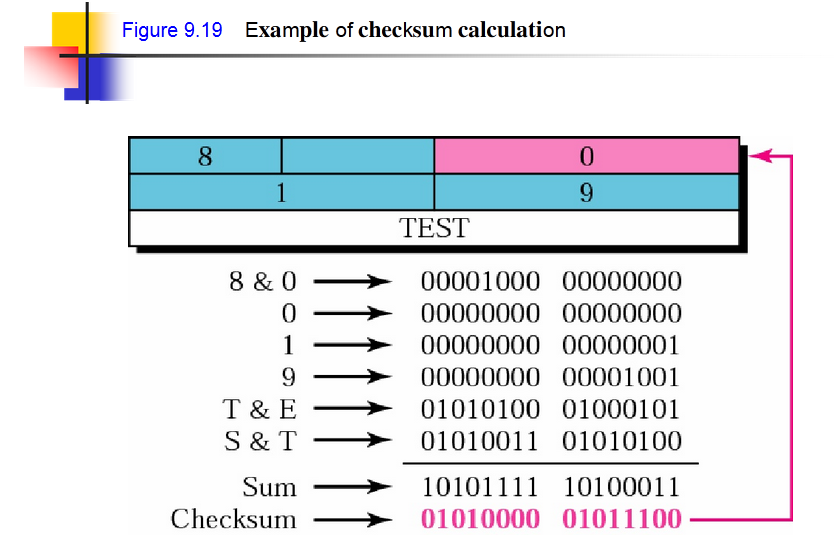 Figure 9.19 Example of checksum calculation
8 0
1 9
TEST
8 & 0 00001000 00000000
0 00000000 00000000
1 00000000 00000001
9 00000000 00001001
T & E 01010100 01000101
S & T 01010011 01010100
Sum 10101111 10100011
Checksum 01010000 01011100